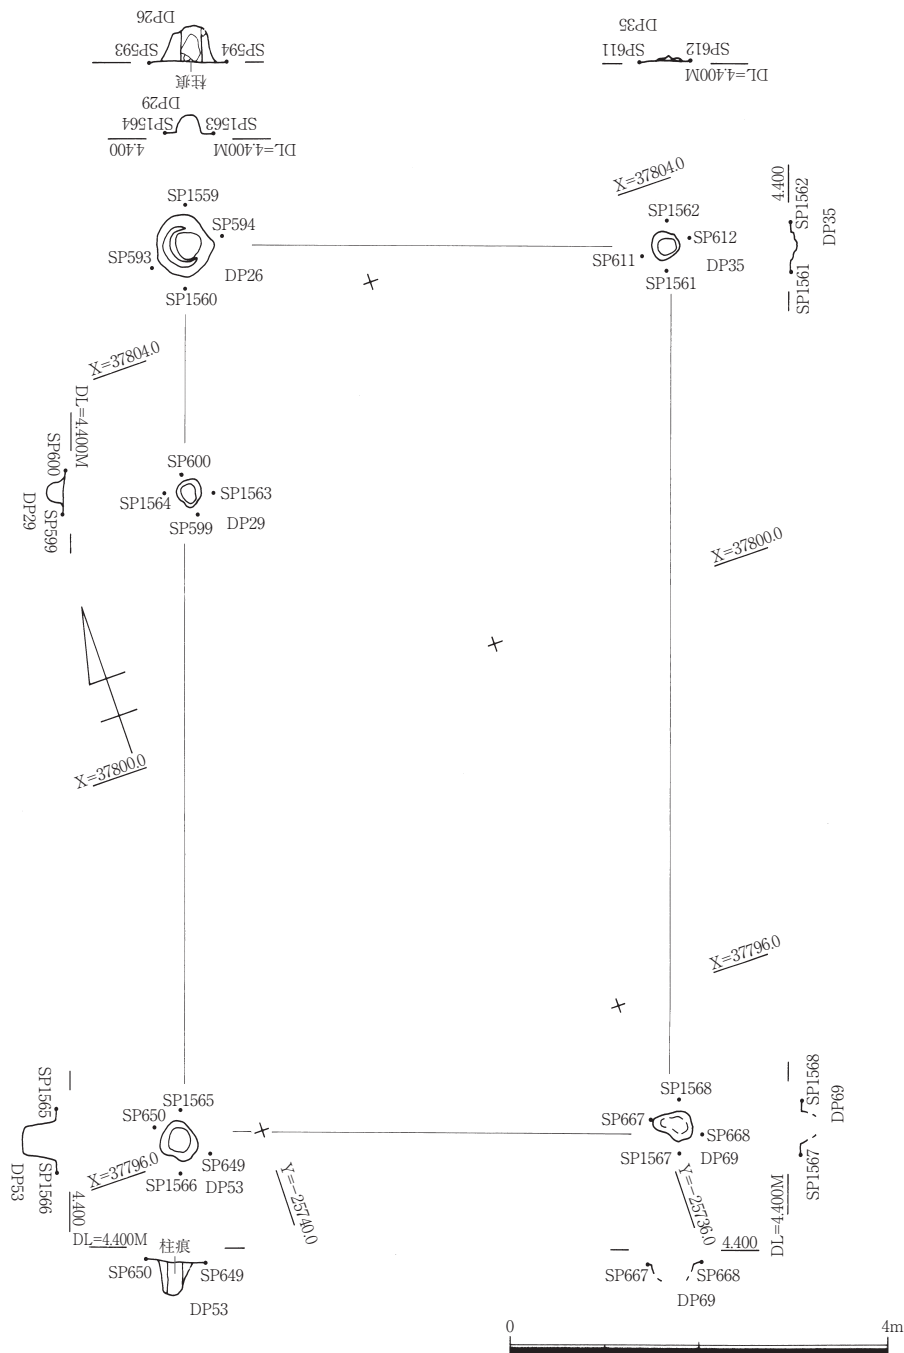 DP26
SP593
SP594
柱痕
DP29
SP1564
SP1563
4.400
DL=4.400M
DP35
SP611
SP612
DL=4.400M
SP1559
SP594
SP593
DP26
SP1560
X=37804.0
SP1562
SP612
SP611
DP35
SP1561
4.400
SP1562
DP35
SP1561
X=37804.0
DL=4.400M
SP600
DP29
SP599
SP600
SP1564
SP1563
SP599
DP29
X=37800.0
X=37800.0
X=37796.0
SP1565
DP53
SP1566
4.400
SP1565
SP650
SP649
SP1566
DP53
X=37796.0
Y=-25740.0
SP1568
SP667
SP668
SP1567
DP69
Y=-25736.0
SP1568
DP69
SP1567
DL=4.400M
DL=4.400M
柱痕
SP650
SP649
DP53
4.400
SP667
SP668
DP69
0
4m